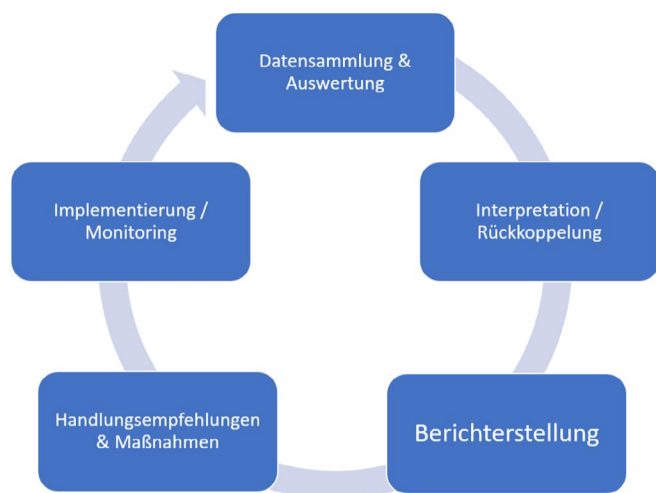 Datensammlung &
Auswertung
Interpretation /
Rückkoppelung
Berichterstellung
Handlungsempfehlungen
& Maßnahmen
Implementierung /
Monitoring